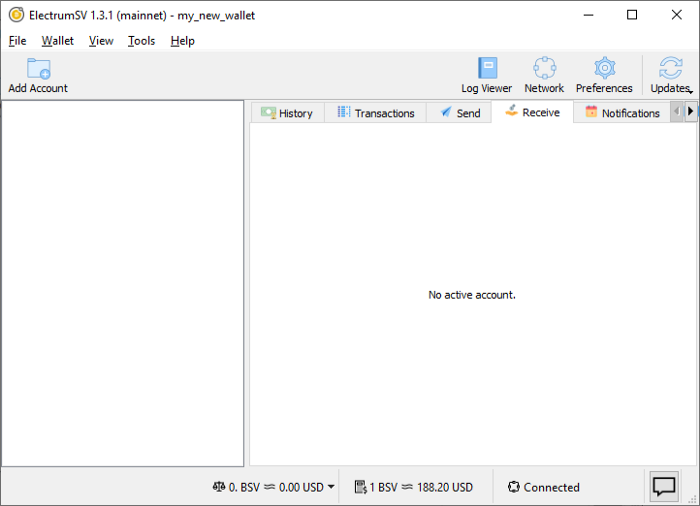 ElectrumSV 1.3.1 (mainnet) - my_new_wallet
File Wallet View Tools Help
Add Account Log Viewer Network Preferences Updates
History Transactions Send Receive Notifications
No active account.
0. BSV ≈ 0.00 USD 1 BSV ≈ 188.20 USD Connected